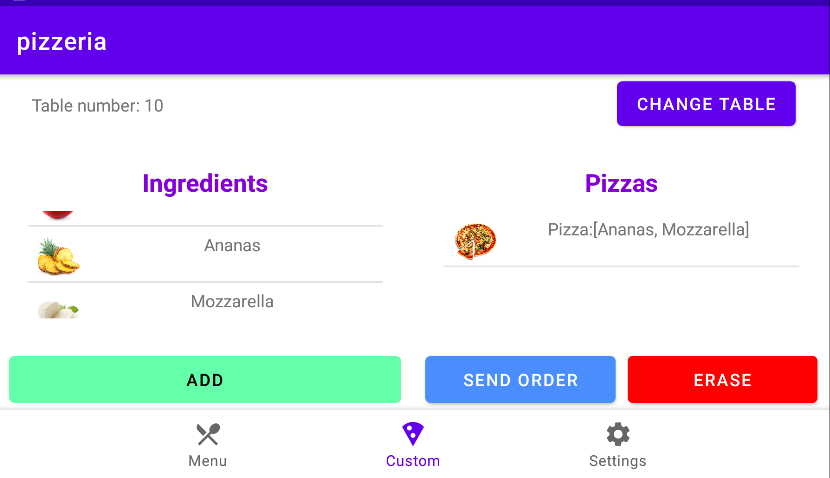 pizzeria
Table number: 10
CHANGE TABLE
Ingredients
Pizzas
Ananas
Mozzarella
Pizza:[Ananas, Mozzarella]
ADD
SEND ORDER
ERASE
Menu
Custom
Settings